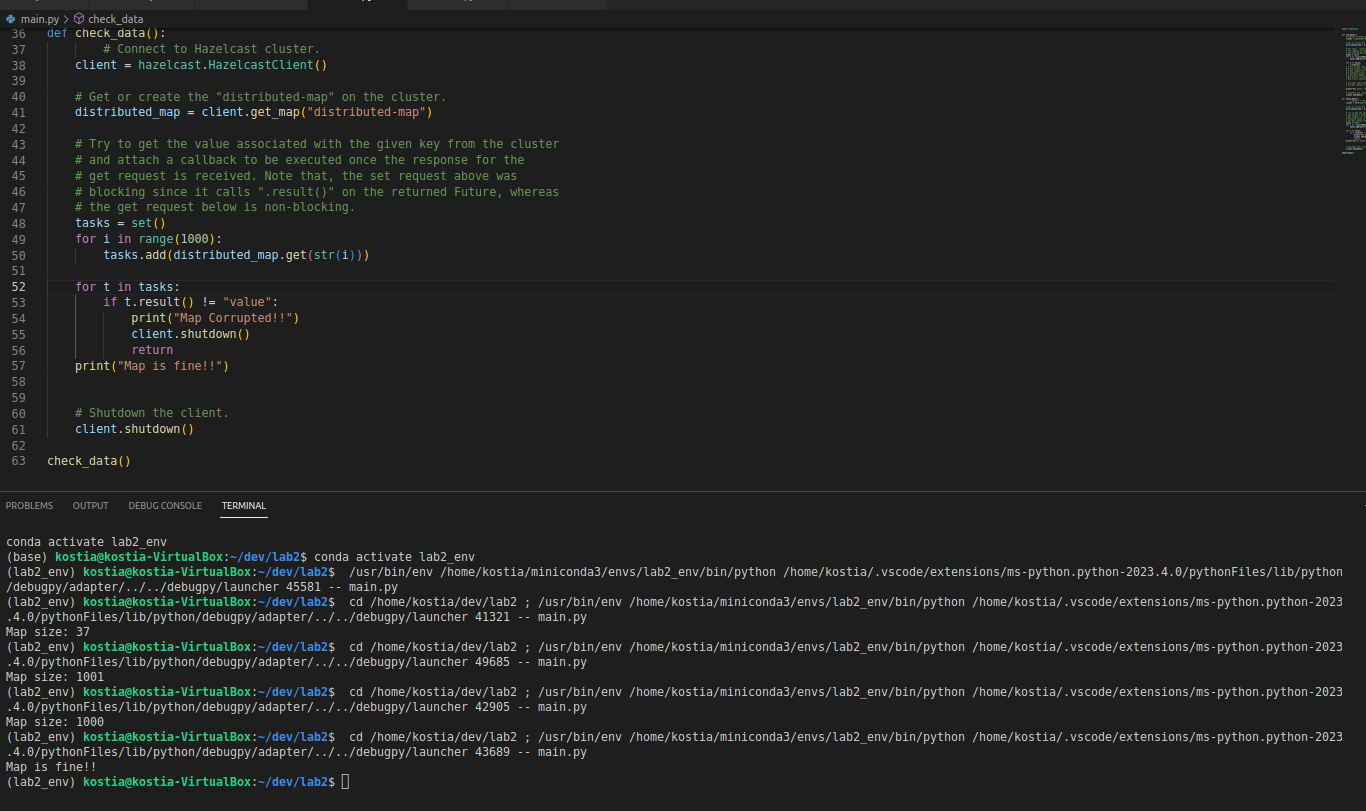 main.py > check_data
36 def check_data():
37 # Connect to Hazelcast cluster.
38 client = hazelcast.HazelcastClient()
39
40 # Get or create the "distributed-map" on the cluster.
41 distributed_map = client.get_map("distributed-map")
42
43 # Try to get the value associated with the given key from the cluster
44 # and attach a callback to be executed once the response for the
45 # get request is received. Note that, the set request above was
46 # blocking since it calls ".result()" on the returned Future, whereas
47 # the get request below is non-blocking.
48 tasks = set()
49 for i in range(1000):
50 tasks.add(distributed_map.get(str(i)))
51
52 for t in tasks:
53 if t.result() != "value":
54 print("Map Corrupted!!")
55 client.shutdown()
56 return
57 print("Map is fine!!")
58
59
60 # Shutdown the client.
61 client.shutdown()
62
63 check_data()
PROBLEMS OUTPUT DEBUG CONSOLE TERMINAL
conda activate lab2_env
(base) kostia@kostia-VirtualBox:~/dev/lab2$ conda activate lab2_env
(lab2_env) kostia@kostia-VirtualBox:~/dev/lab2$ /usr/bin/env /home/kostia/miniconda3/envs/lab2_env/bin/python /home/kostia/.vscode/extensions/ms-python.python-2023.4.0/pythonFiles/lib/python
/debugpy/adapter/../../debugpy/launcher 45581 -- main.py
(lab2_env) kostia@kostia-VirtualBox:~/dev/lab2$ cd /home/kostia/dev/lab2 ; /usr/bin/env /home/kostia/miniconda3/envs/lab2_env/bin/python /home/kostia/.vscode/extensions/ms-python.python-2023
.4.0/pythonFiles/lib/python/debugpy/adapter/../../debugpy/launcher 41321 -- main.py
Map size: 37
(lab2_env) kostia@kostia-VirtualBox:~/dev/lab2$ cd /home/kostia/dev/lab2 ; /usr/bin/env /home/kostia/miniconda3/envs/lab2_env/bin/python /home/kostia/.vscode/extensions/ms-python.python-2023
.4.0/pythonFiles/lib/python/debugpy/adapter/../../debugpy/launcher 49685 -- main.py
Map size: 1001
(lab2_env) kostia@kostia-VirtualBox:~/dev/lab2$ cd /home/kostia/dev/lab2 ; /usr/bin/env /home/kostia/miniconda3/envs/lab2_env/bin/python /home/kostia/.vscode/extensions/ms-python.python-2023
.4.0/pythonFiles/lib/python/debugpy/adapter/../../debugpy/launcher 42905 -- main.py
Map size: 1000
(lab2_env) kostia@kostia-VirtualBox:~/dev/lab2$ cd /home/kostia/dev/lab2 ; /usr/bin/env /home/kostia/miniconda3/envs/lab2_env/bin/python /home/kostia/.vscode/extensions/ms-python.python-2023
.4.0/pythonFiles/lib/python/debugpy/adapter/../../debugpy/launcher 43689 -- main.py
Map is fine!!
(lab2_env) kostia@kostia-VirtualBox:~/dev/lab2$